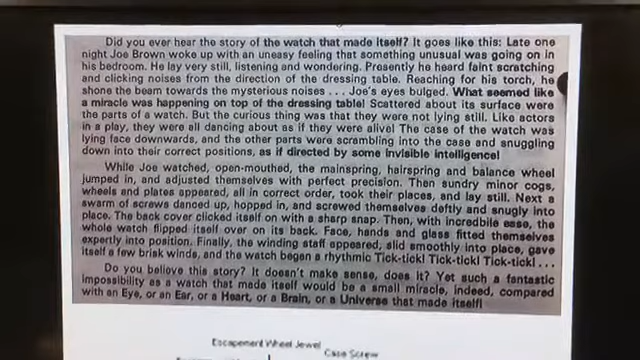 Did you ever hear the story of the watch that made itself? It goes like this: Late one
night Joe Brown woke up with an uneasy feeling that something unusual was going on in
his bedroom. He lay very still, listening and wondering. Presently he heard faint scratching
and clicking noises from the direction of the dressing table. Reaching for his torch, he
shone the beam towards the mysterious noises . . . Joe's eyes bulged. What seemed like
a miracle was happening on top of the dressing table! Scattered about its surface were
the parts of a watch. But the curious thing was that they were not lying still. Like actors
in a play, they were all dancing about as if they were alive! The case of the watch was
lying face downwards, and the other parts were scrambling into the case and snuggling
down into their correct positions, as if directed by some invisible intelligence!
While Joe watched, open-mouthed, the mainspring, hairspring and balance wheel
jumped in, and adjusted themselves with perfect precision. Then sundry minor cogs,
wheels and plates appeared, all in correct order, took their places, and lay still. Next a
swarm of screws danced up, hopped in, and screwed themselves deftly and snugly into
place. The back cover clicked itself on with a sharp snap. Then, with incredible ease, the
whole watch flipped itself over on its back. Face, hands and glass fitted themselves
expertly into position. Finally, the winding staff appeared, slid smoothly into place, gave
itself a few brisk winds, and the watch began a rhythmic Tick-tick! Tick-tick! Tick-tick! . . .
Do you believe this story? It doesn't make sense, does it? Yet such a fantastic
impossibility as a watch that made itself would be a small miracle, indeed, compared
with an Eye, or an Ear, or a Heart, or a Brain, or a Universe that made itself!
Escapement Wheel Jewel
Case Screw